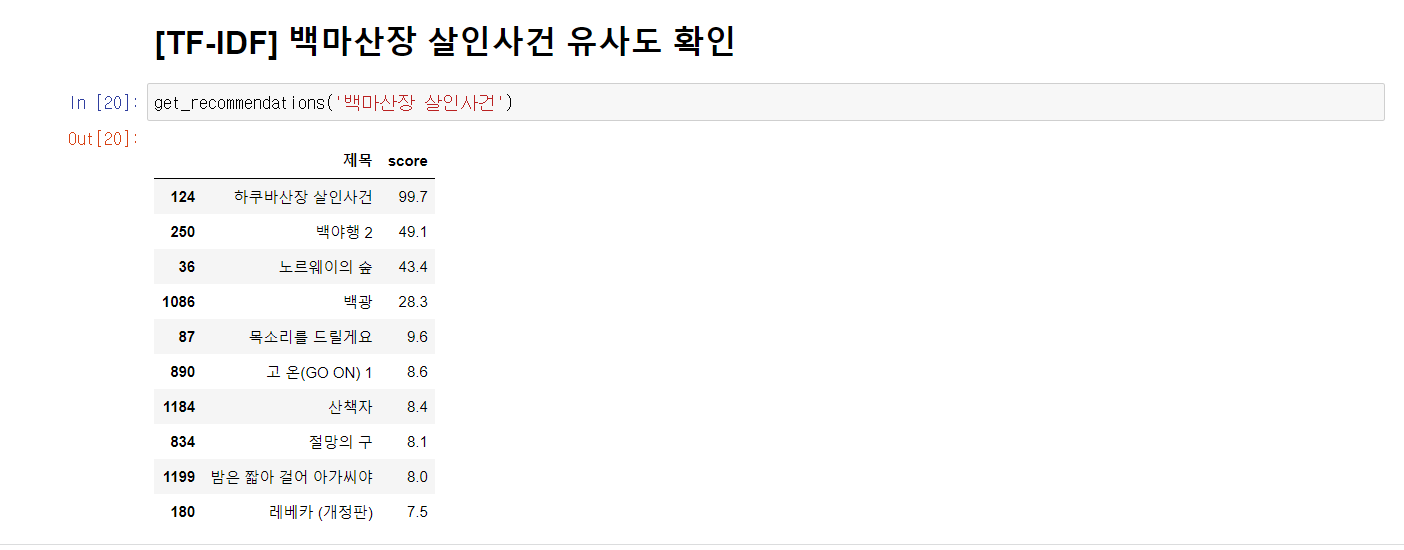 [TF-IDF] 백마산장 살인사건 유사도 확인
In [20]: get_recommendations('백마산장 살인사건')
Out[20]:
제목 score
124 하쿠바산장 살인사건 99.7
250 백야행 2 49.1
36 노르웨이의 숲 43.4
1086 백광 28.3
87 목소리를 드릴게요 9.6
890 고 온(GO ON) 1 8.6
1184 산책자 8.4
834 절망의 구 8.1
1199 밤은 짧아 걸어 아가씨야 8.0
180 레베카 (개정판) 7.5